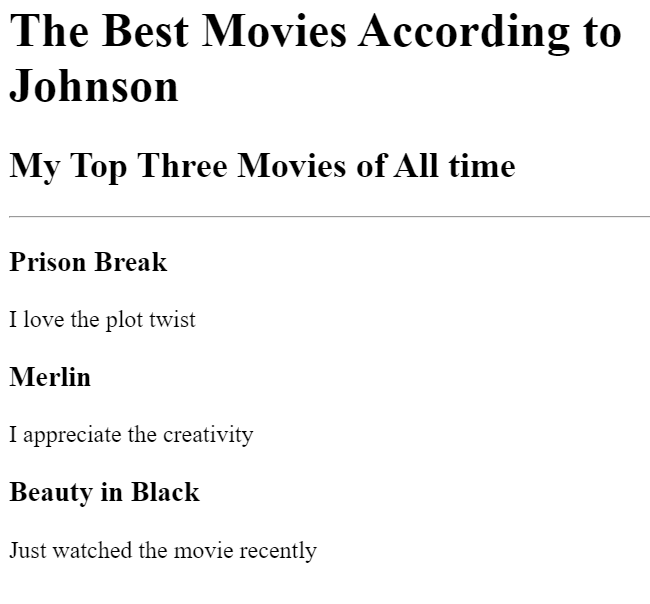 The Best Movies According to
Johnson
My Top Three Movies of All time
Prison Break
I love the plot twist
Merlin
I appreciate the creativity
Beauty in Black
Just watched the movie recently